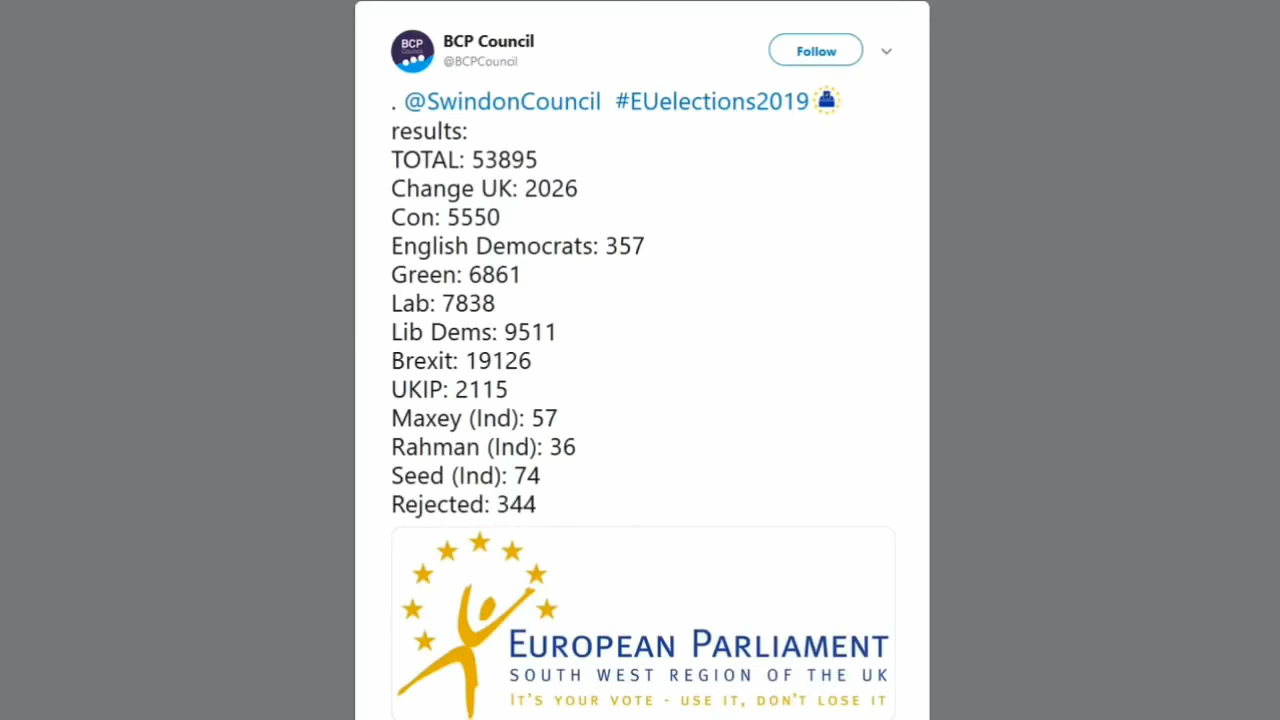 BCP
Council
BCP Council
@BCPCouncil
Follow
. @SwindonCouncil #EUelections2019
results:
TOTAL: 53895
Change UK: 2026
Con: 5550
English Democrats: 357
Green: 6861
Lab: 7838
Lib Dems: 9511
Brexit: 19126
UKIP: 2115
Maxey (Ind): 57
Rahman (Ind): 36
Seed (Ind): 74
Rejected: 344
EUROPEAN PARLIAMENT
SOUTH WEST REGION OF THE UK
IT'S YOUR VOTE - USE IT, DON'T LOSE IT